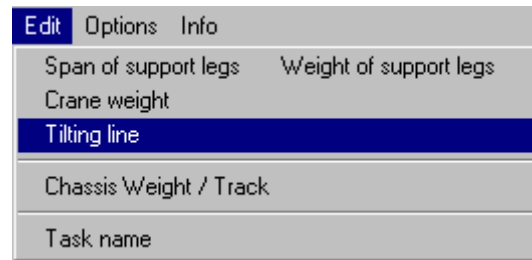 Edit Options Info
Span of support legs Weight of support legs
Crane weight
Tilting line
Chassis Weight / Track
Task name